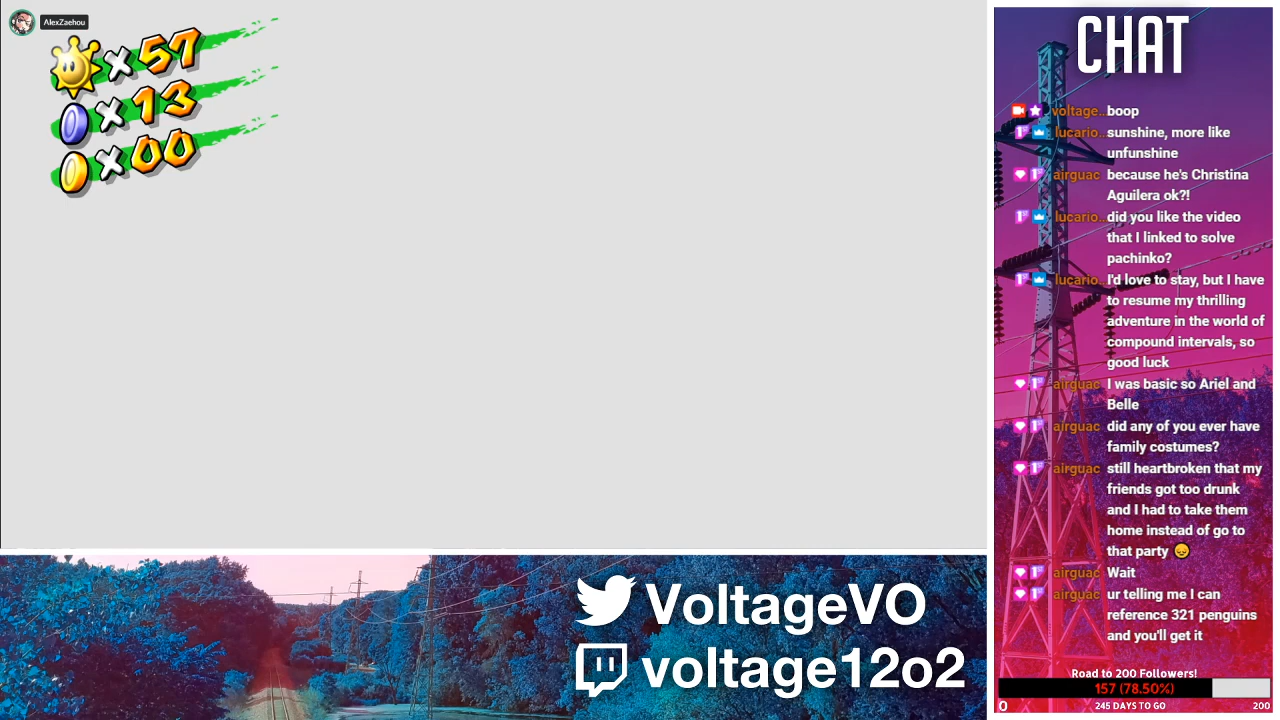 AlexZaehou
x57
x13
x00
CHAT
voltage.. boop
lucario.. sunshine, more like
unfunshine
airguac because he's Christina
Aguilera ok?!
lucario.. did you like the video
that I linked to solve
pachinko?
lucario.. I'd love to stay, but I have
to resume my thrilling
adventure in the world of
compound intervals, so
good luck
airguac I was basic so Ariel and
Belle
airguac did any of you ever have
family costumes?
airguac still heartbroken that my
friends got too drunk
and I had to take them
home instead of go to
that party 😔
airguac Wait
airguac ur telling me I can
reference 321 penguins
and you'll get it
Road to 200 Followers!
157 (78.50%)
0 245 DAYS TO GO 200
VoltageVO
voltage12o2